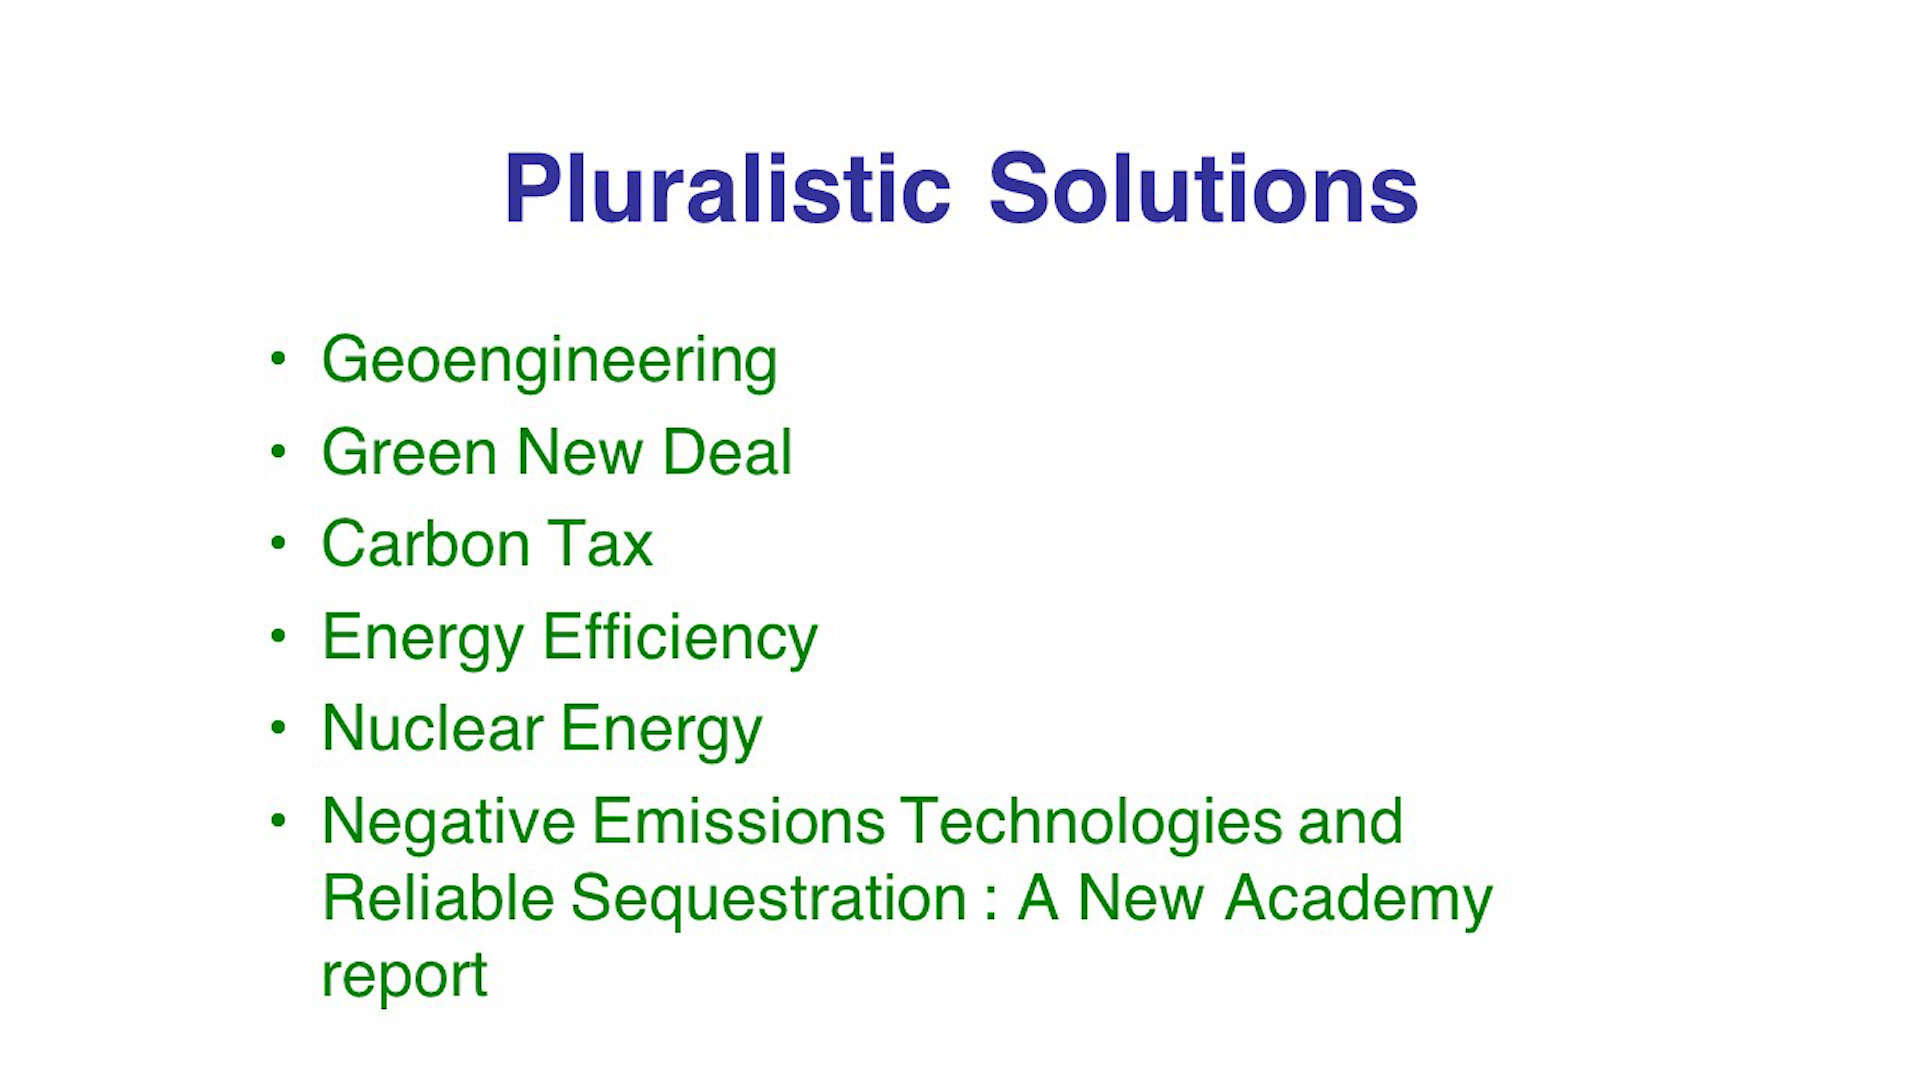 Pluralistic Solutions
• Geoengineering
• Green New Deal
• Carbon Tax
• Energy Efficiency
• Nuclear Energy
• Negative Emissions Technologies and
Reliable Sequestration : A New Academy
report